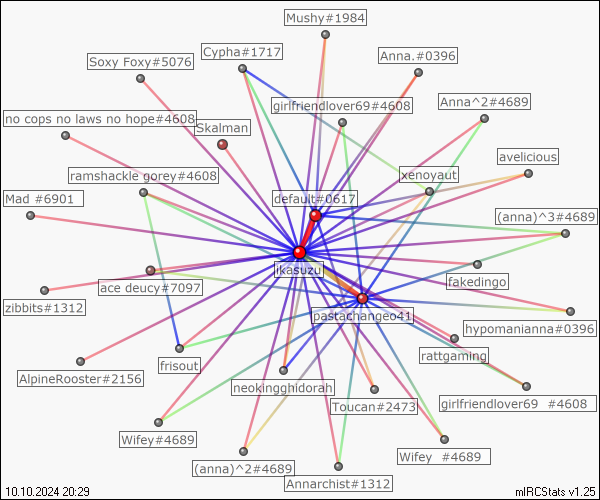 Mushy#1984
Cypha#1717
Anna.#0396
Soxy Foxy#5076
girlfriendlover69#4608
Anna^2#4689
no cops no laws no hope#4608
Skalman
avelicious
ramshackle gorey#4608
xenoyaut
Mad #6901
default#0617
(anna)^3#4689
ikasuzu
fakedingo
ace deucy#7097
zibbits#1312
pastachangeo41
hypomanianna#0396
rattgaming
frisout
AlpineRooster#2156
neokingghidorah
Toucan#2473
girlfriendlover69 #4608
Wifey#4689
Wifey #4689
(anna)^2#4689
Annarchist#1312
10.10.2024 20:29
mIRCStats v1.25